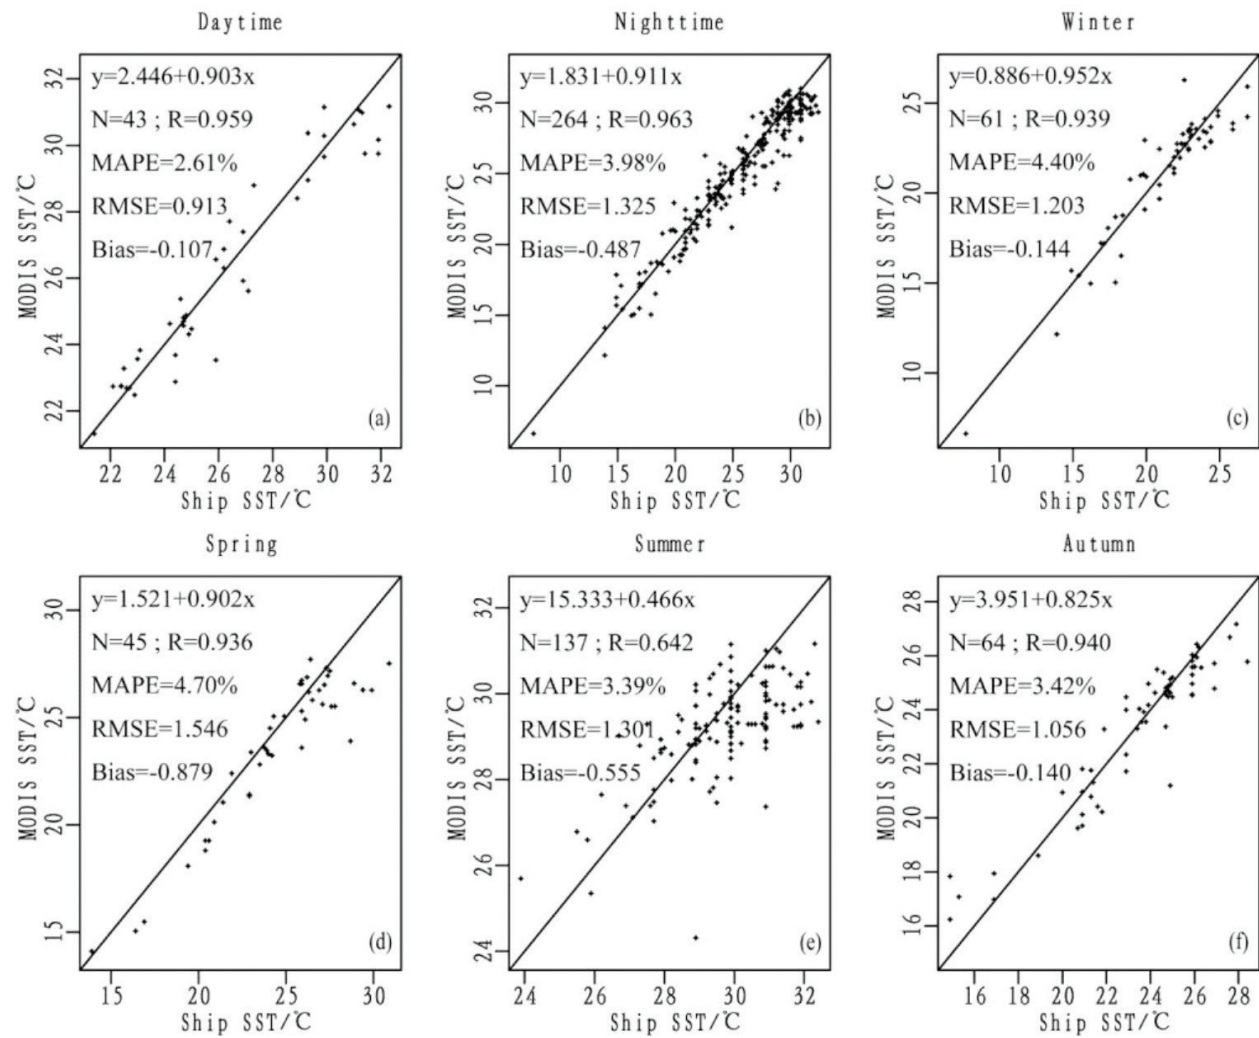 Daytime
y=2.446+0.903x
N=43 ; R=0.959
MAPE=2.61%
RMSE=0.913
Bias=-0.107
MODIS SST/℃
32
30
28
26
24
22
(a)
22 24 26 28 30 32
Ship SST/℃
Nighttime
y=1.831+0.911x
N=264 ; R=0.963
MAPE=3.98%
RMSE=1.325
Bias=-0.487
MODIS SST/℃
30
25
20
15
10
(b)
10 15 20 25 30
Ship SST/℃
Winter
y=0.886+0.952x
N=61 ; R=0.939
MAPE=4.40%
RMSE=1.203
Bias=-0.144
MODIS SST/℃
25
20
15
10
(c)
10 15 20 25
Ship SST/℃
Spring
y=1.521+0.902x
N=45 ; R=0.936
MAPE=4.70%
RMSE=1.546
Bias=-0.879
MODIS SST/℃
30
25
20
15
(d)
15 20 25 30
Ship SST/℃
Summer
y=15.333+0.466x
N=137 ; R=0.642
MAPE=3.39%
RMSE=1.301
Bias=-0.555
MODIS SST/℃
32
30
28
26
24
(e)
24 26 28 30 32
Ship SST/℃
Autumn
y=3.951+0.825x
N=64 ; R=0.940
MAPE=3.42%
RMSE=1.056
Bias=-0.140
MODIS SST/℃
28
26
24
22
20
18
16
(f)
16 18 20 22 24 26 28
Ship SST/℃